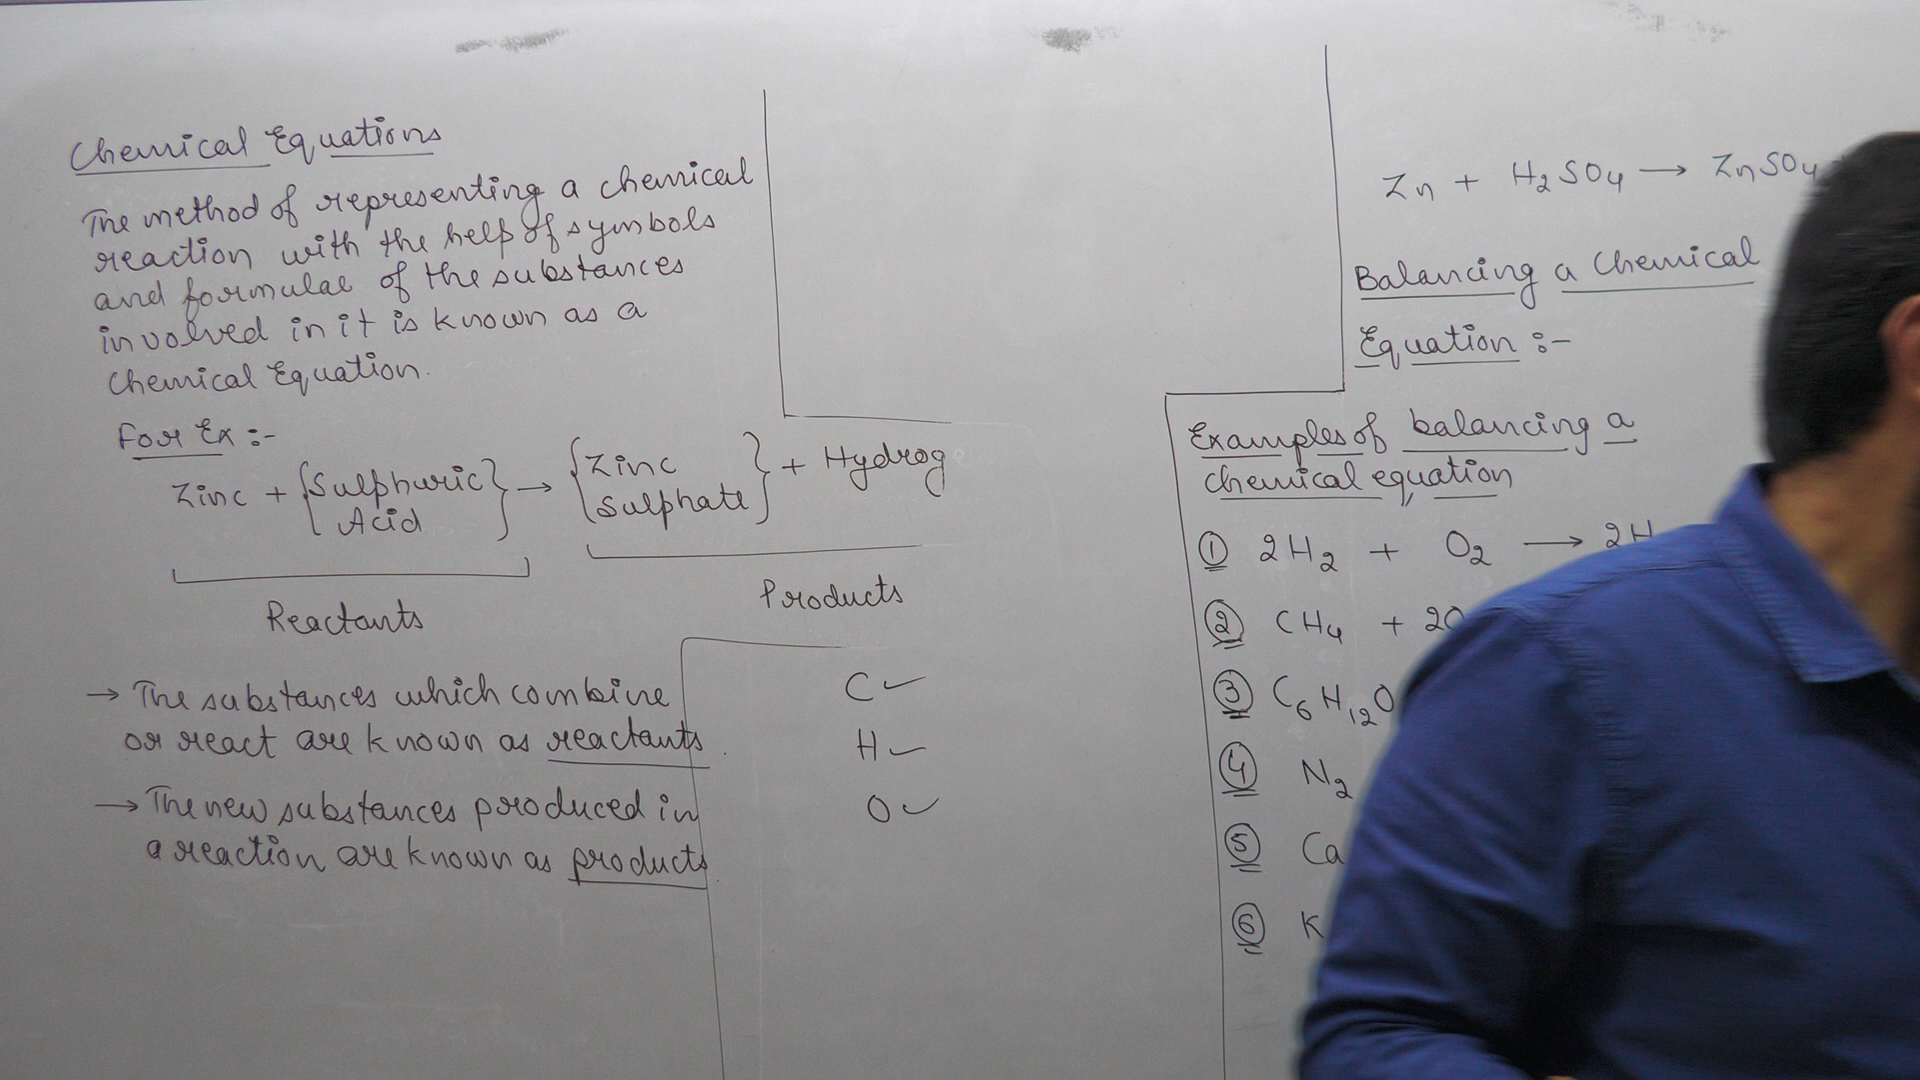 Chemical Equations
The method of representing a chemical
reaction with the help of symbols
and formulae of the substances
involved in it is known as a
Chemical Equation.
For Ex :-
Zinc + {Sulphuric Acid} → {Zinc Sulphate} + Hydrog
Reactants
Products
→ The substances which combine
or react are known as reactants.
→ The new substances produced in
a reaction are known as products.
C ✓
H ✓
O ✓
Zn + H₂SO₄ → ZnSO₄
Balancing a Chemical
Equation :-
Examples of balancing a
chemical equation
① 2H₂ + O₂ → 2H
② CH₄ + 2O
③ C₆H₁₂O
④ N₂
⑤ Ca
⑥ K